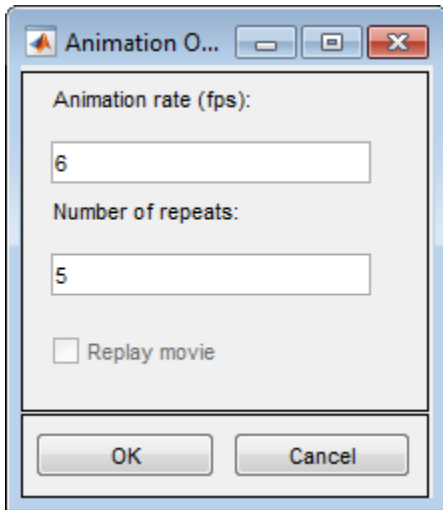 Animation O...
Animation rate (fps):
6
Number of repeats:
5
Replay movie
OK Cancel